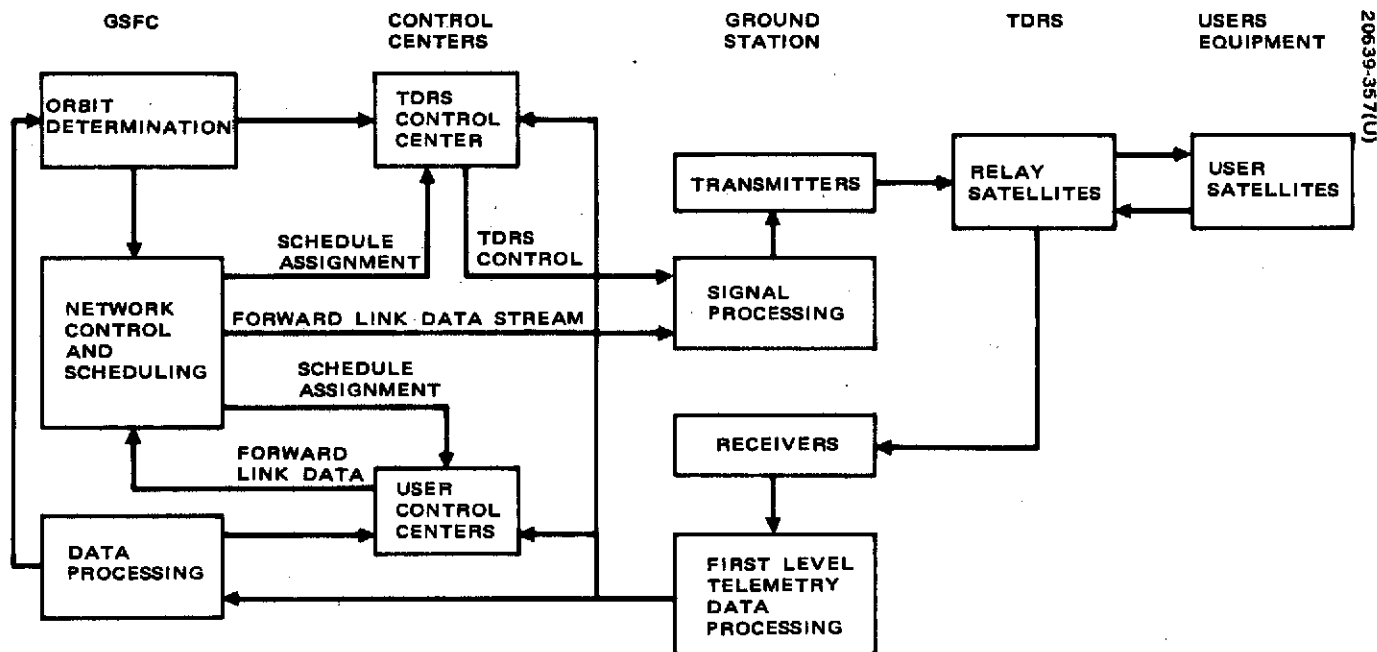 GSFC
CONTROL
CENTERS
GROUND
STATION
TDRS
USERS
EQUIPMENT
20639-357(U)
ORBIT
DETERMINATION
TDRS
CONTROL
CENTER
TRANSMITTERS
RELAY
SATELLITES
USER
SATELLITES
SCHEDULE
ASSIGNMENT
TDRS
CONTROL
NETWORK
CONTROL
AND
SCHEDULING
SIGNAL
PROCESSING
FORWARD LINK DATA STREAM
SCHEDULE
ASSIGNMENT
RECEIVERS
FORWARD
LINK DATA
USER
CONTROL
CENTERS
DATA
PROCESSING
FIRST LEVEL
TELEMETRY
DATA
PROCESSING